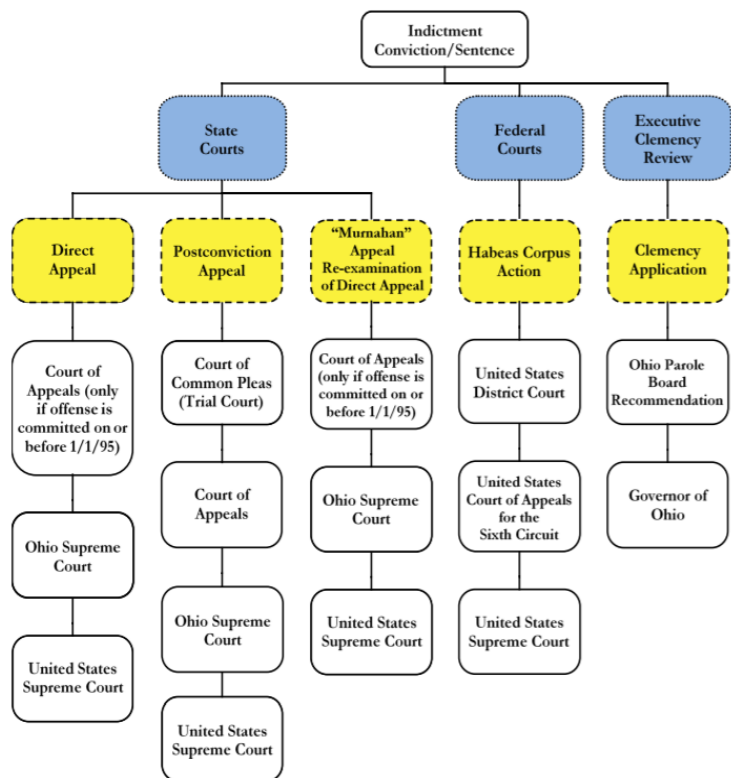 Indictment
Conviction/Sentence
State
Courts
Federal
Courts
Executive
Clemency
Review
Direct
Appeal
Postconviction
Appeal
“Murnahan”
Appeal
Re-examination
of Direct Appeal
Habeas Corpus
Action
Clemency
Application
Court of
Appeals (only
if offense is
committed on or
before 1/1/95)
Court of
Common Pleas
(Trial Court)
Court of Appeals
(only if offense is
committed on or
before 1/1/95)
United States
District Court
Ohio Parole
Board
Recommendation
Ohio Supreme
Court
Court of
Appeals
Ohio Supreme
Court
United States
Court of Appeals
for the
Sixth Circuit
Governor of
Ohio
United States
Supreme Court
Ohio Supreme
Court
United States
Supreme Court
United States
Supreme Court
United States
Supreme Court